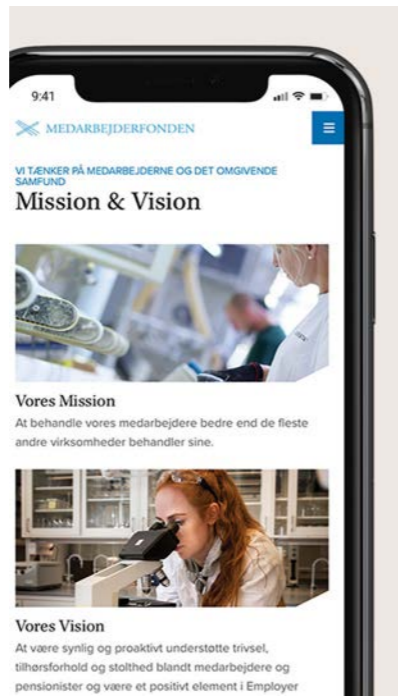 9:41
MEDARBEJDERFONDEN
VI TÆNKER PÅ MEDARBEJDERNE OG DET OMGIVENDE
SAMFUND
Mission & Vision
Vores Mission
At behandle vores medarbejdere bedre end de fleste
andre virksomheder behandler sine.
Vores Vision
At være synlig og proaktivt understøtte trivsel,
tilhørsforhold og stolthed blandt medarbejdere og
pensionister og være et positivt element i Employer